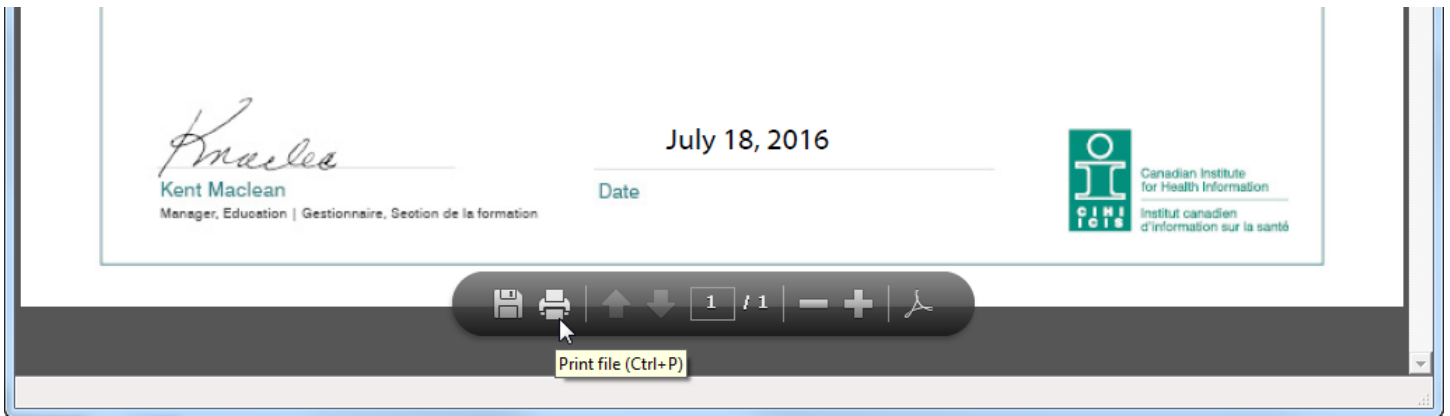 Kmaclea
July 18, 2016
Kent Maclean
Date
Manager, Education | Gestionnaire, Section de la formation
Canadian Institute
for Health Information
CIHI
ICIS
Institut canadien
d'information sur la santé
1 / 1
Print file (Ctrl+P)